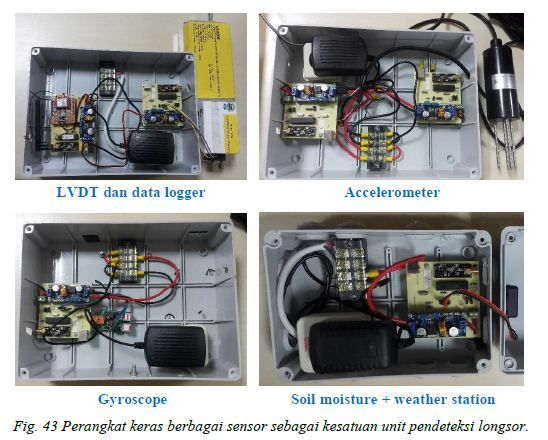 LVDT dan data logger
Accelerometer
Gyroscope
Soil moisture + weather station
Fig. 43 Perangkat keras berbagai sensor sebagai kesatuan unit pendeteksi longsor.